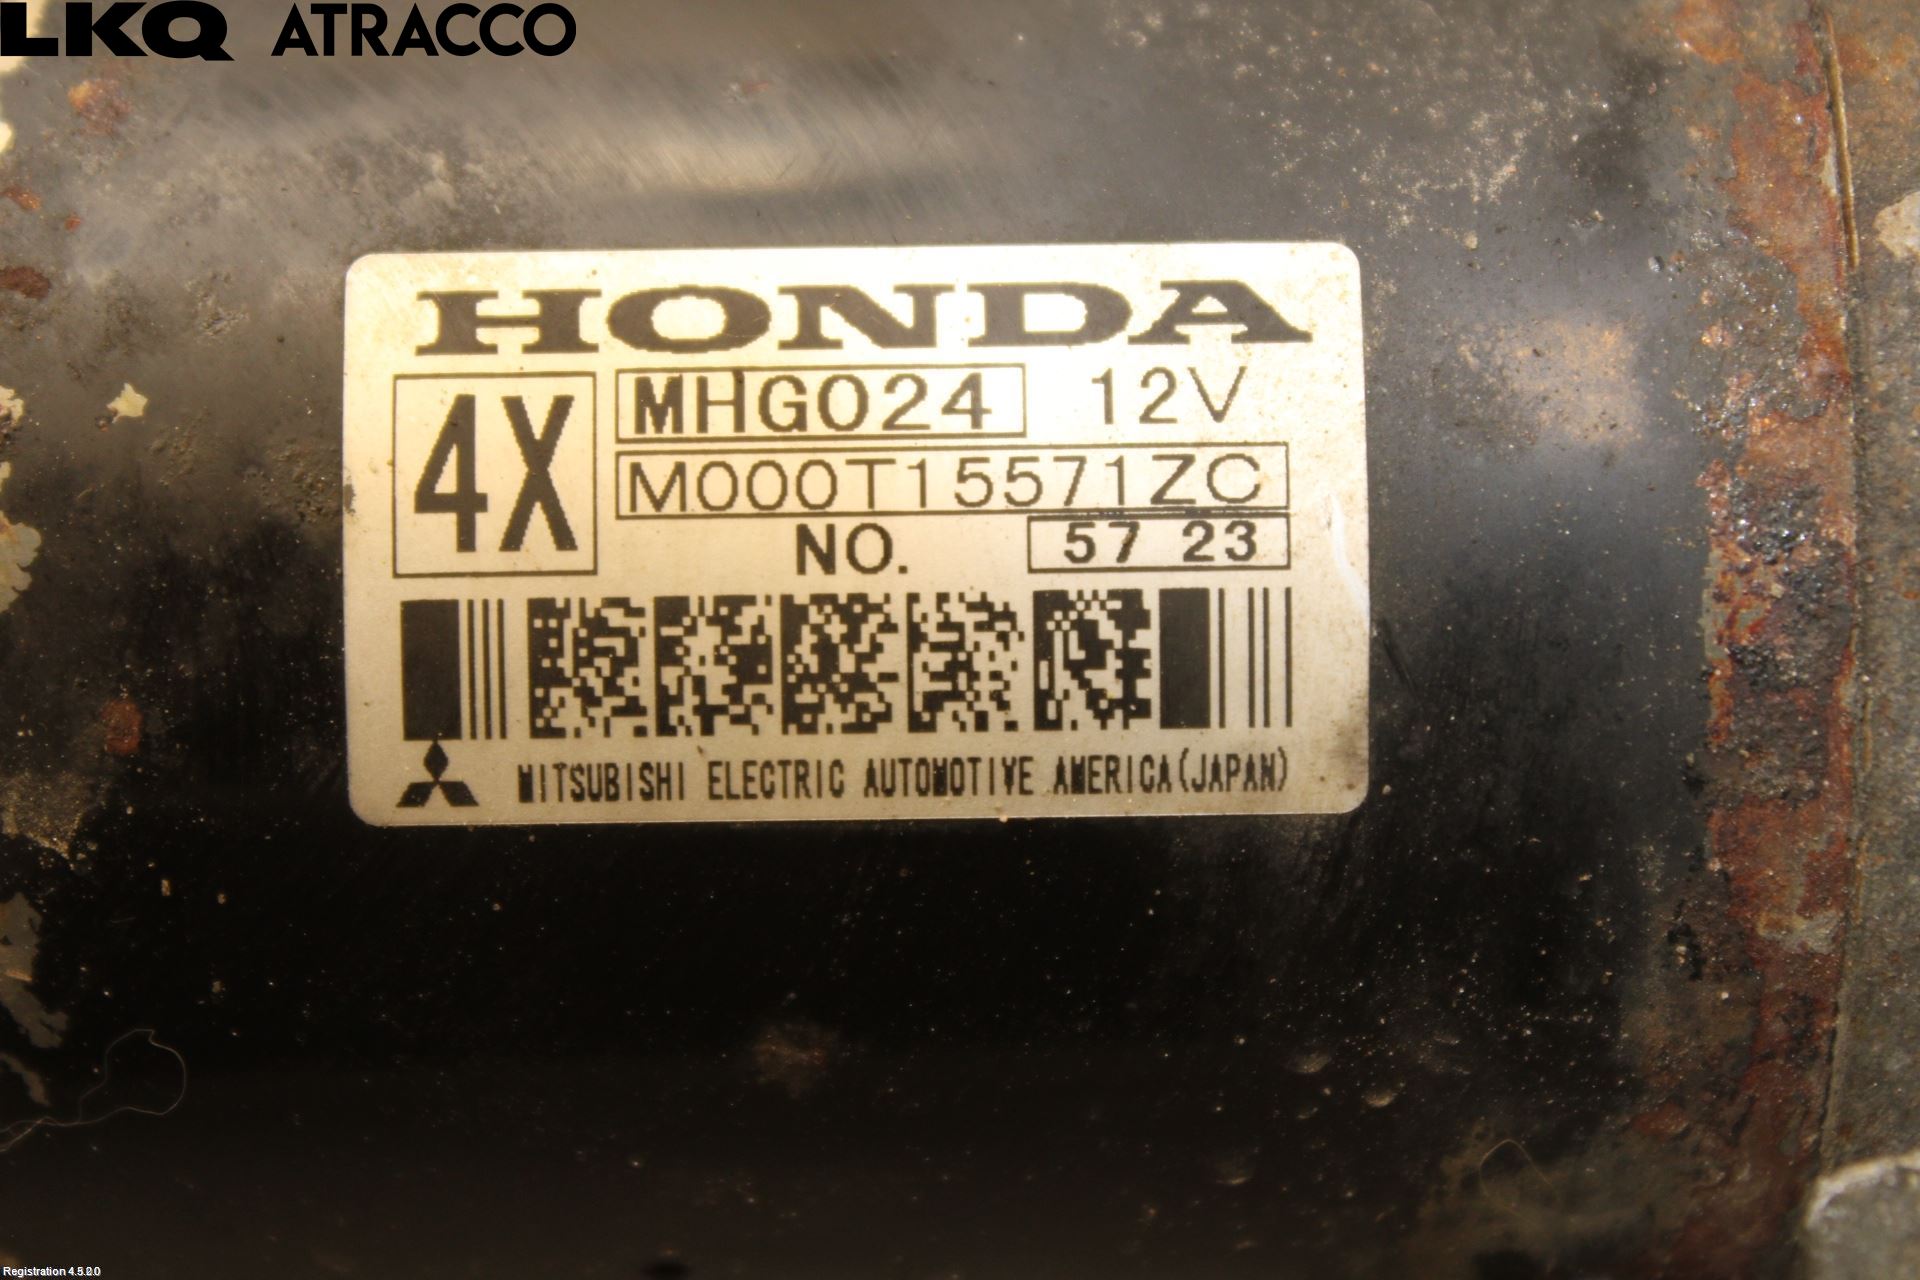 LKQ ATRACCO
HONDA
4X
MHG024 12V
M000T15571ZC
NO. 57 23
MITSUBISHI ELECTRIC AUTOMOTIVE AMERICA(JAPAN)
Registration 4.5.2.0